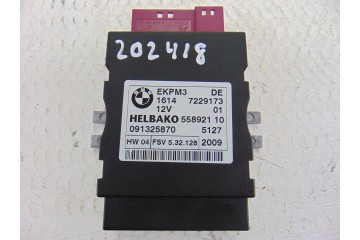 202418
EKPM3 DE
1614 7229173
12V 01
HELBAKO 558921 10
091325870 5127
HW 04 FSV 5.32.128 2009